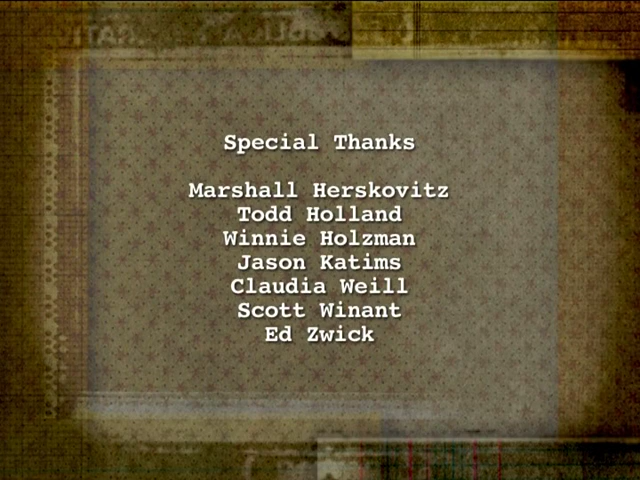 Special Thanks
Marshall Herskovitz
Todd Holland
Winnie Holzman
Jason Katims
Claudia Weill
Scott Winant
Ed Zwick